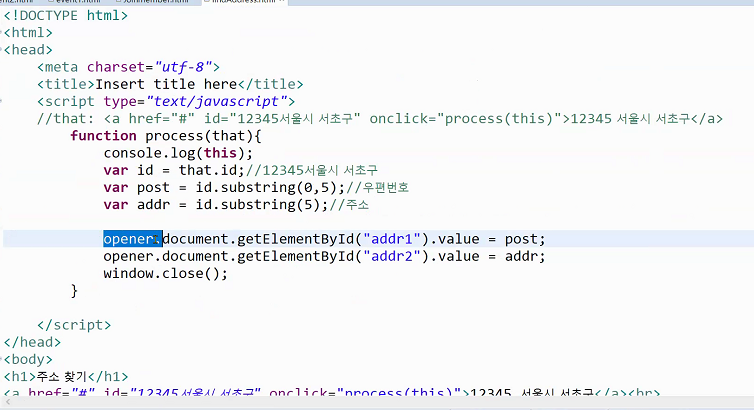 event1.html
findAddress.html
<!DOCTYPE html>
<html>
<head>
<meta charset="utf-8">
<title>Insert title here</title>
<script type="text/javascript">
//that: <a href="#" id="12345서울시 서초구" onclick="process(this)">12345 서울시 서초구</a>
function process(that){
console.log(this);
var id = that.id;//12345서울시 서초구
var post = id.substring(0,5);//우편번호
var addr = id.substring(5);//주소
opener.document.getElementById("addr1").value = post;
opener.document.getElementById("addr2").value = addr;
window.close();
}
</script>
</head>
<body>
<h1>주소 찾기</h1>
<a href="#" id="12345서울시 서초구" onclick="process(this)">12345 서울시 서초구</a><br>